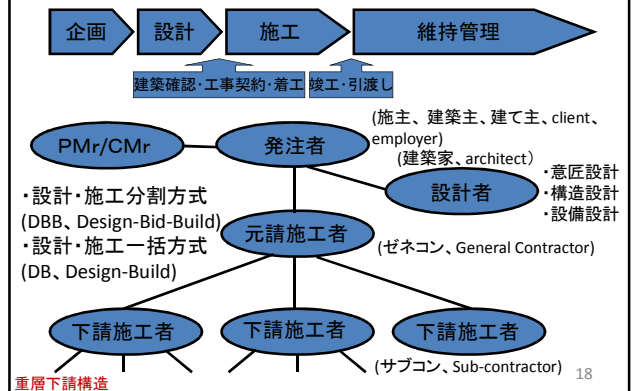 企画
設計
施工
維持管理
建築確認・工事契約・着工
竣工・引渡し
(施主、建築主、建て主、client、
employer)
PMr/CMr
発注者
(建築家、architect）
設計者
・意匠設計
・構造設計
・設備設計
・設計・施工分割方式
(DBB、Design-Bid-Build)
・設計・施工一括方式
(DB、Design-Build)
元請施工者
(ゼネコン、General Contractor)
下請施工者
下請施工者
下請施工者
(サブコン、Sub-contractor)
重層下請構造
18